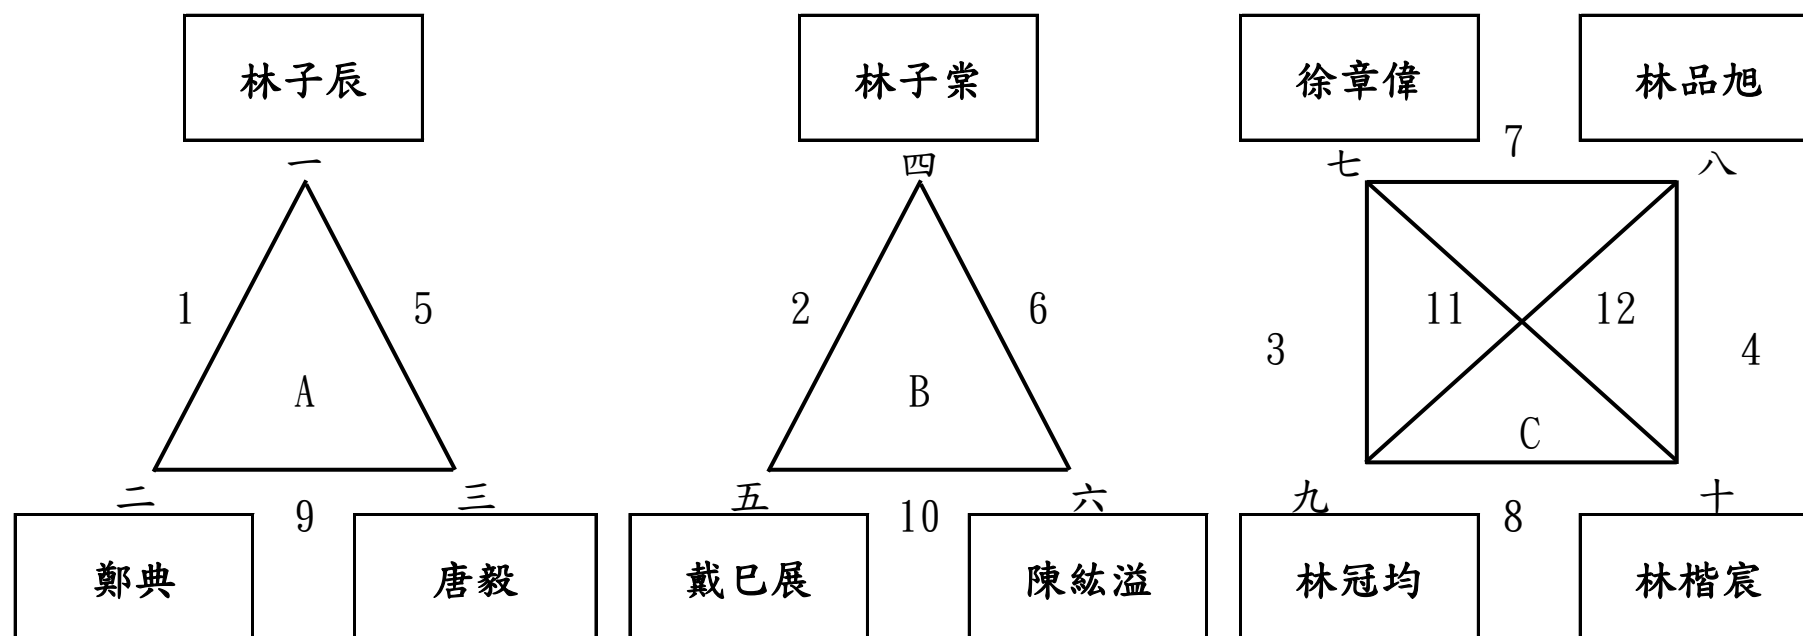 林子辰
林子棠
徐章偉
林品旭
一
四
七
7
八
1
5
2
6
3
11
12
4
A
B
C
二
9
三
五
10
六
九
8
十
鄭典
唐毅
戴巳展
陳紘溢
林冠均
林楷宸